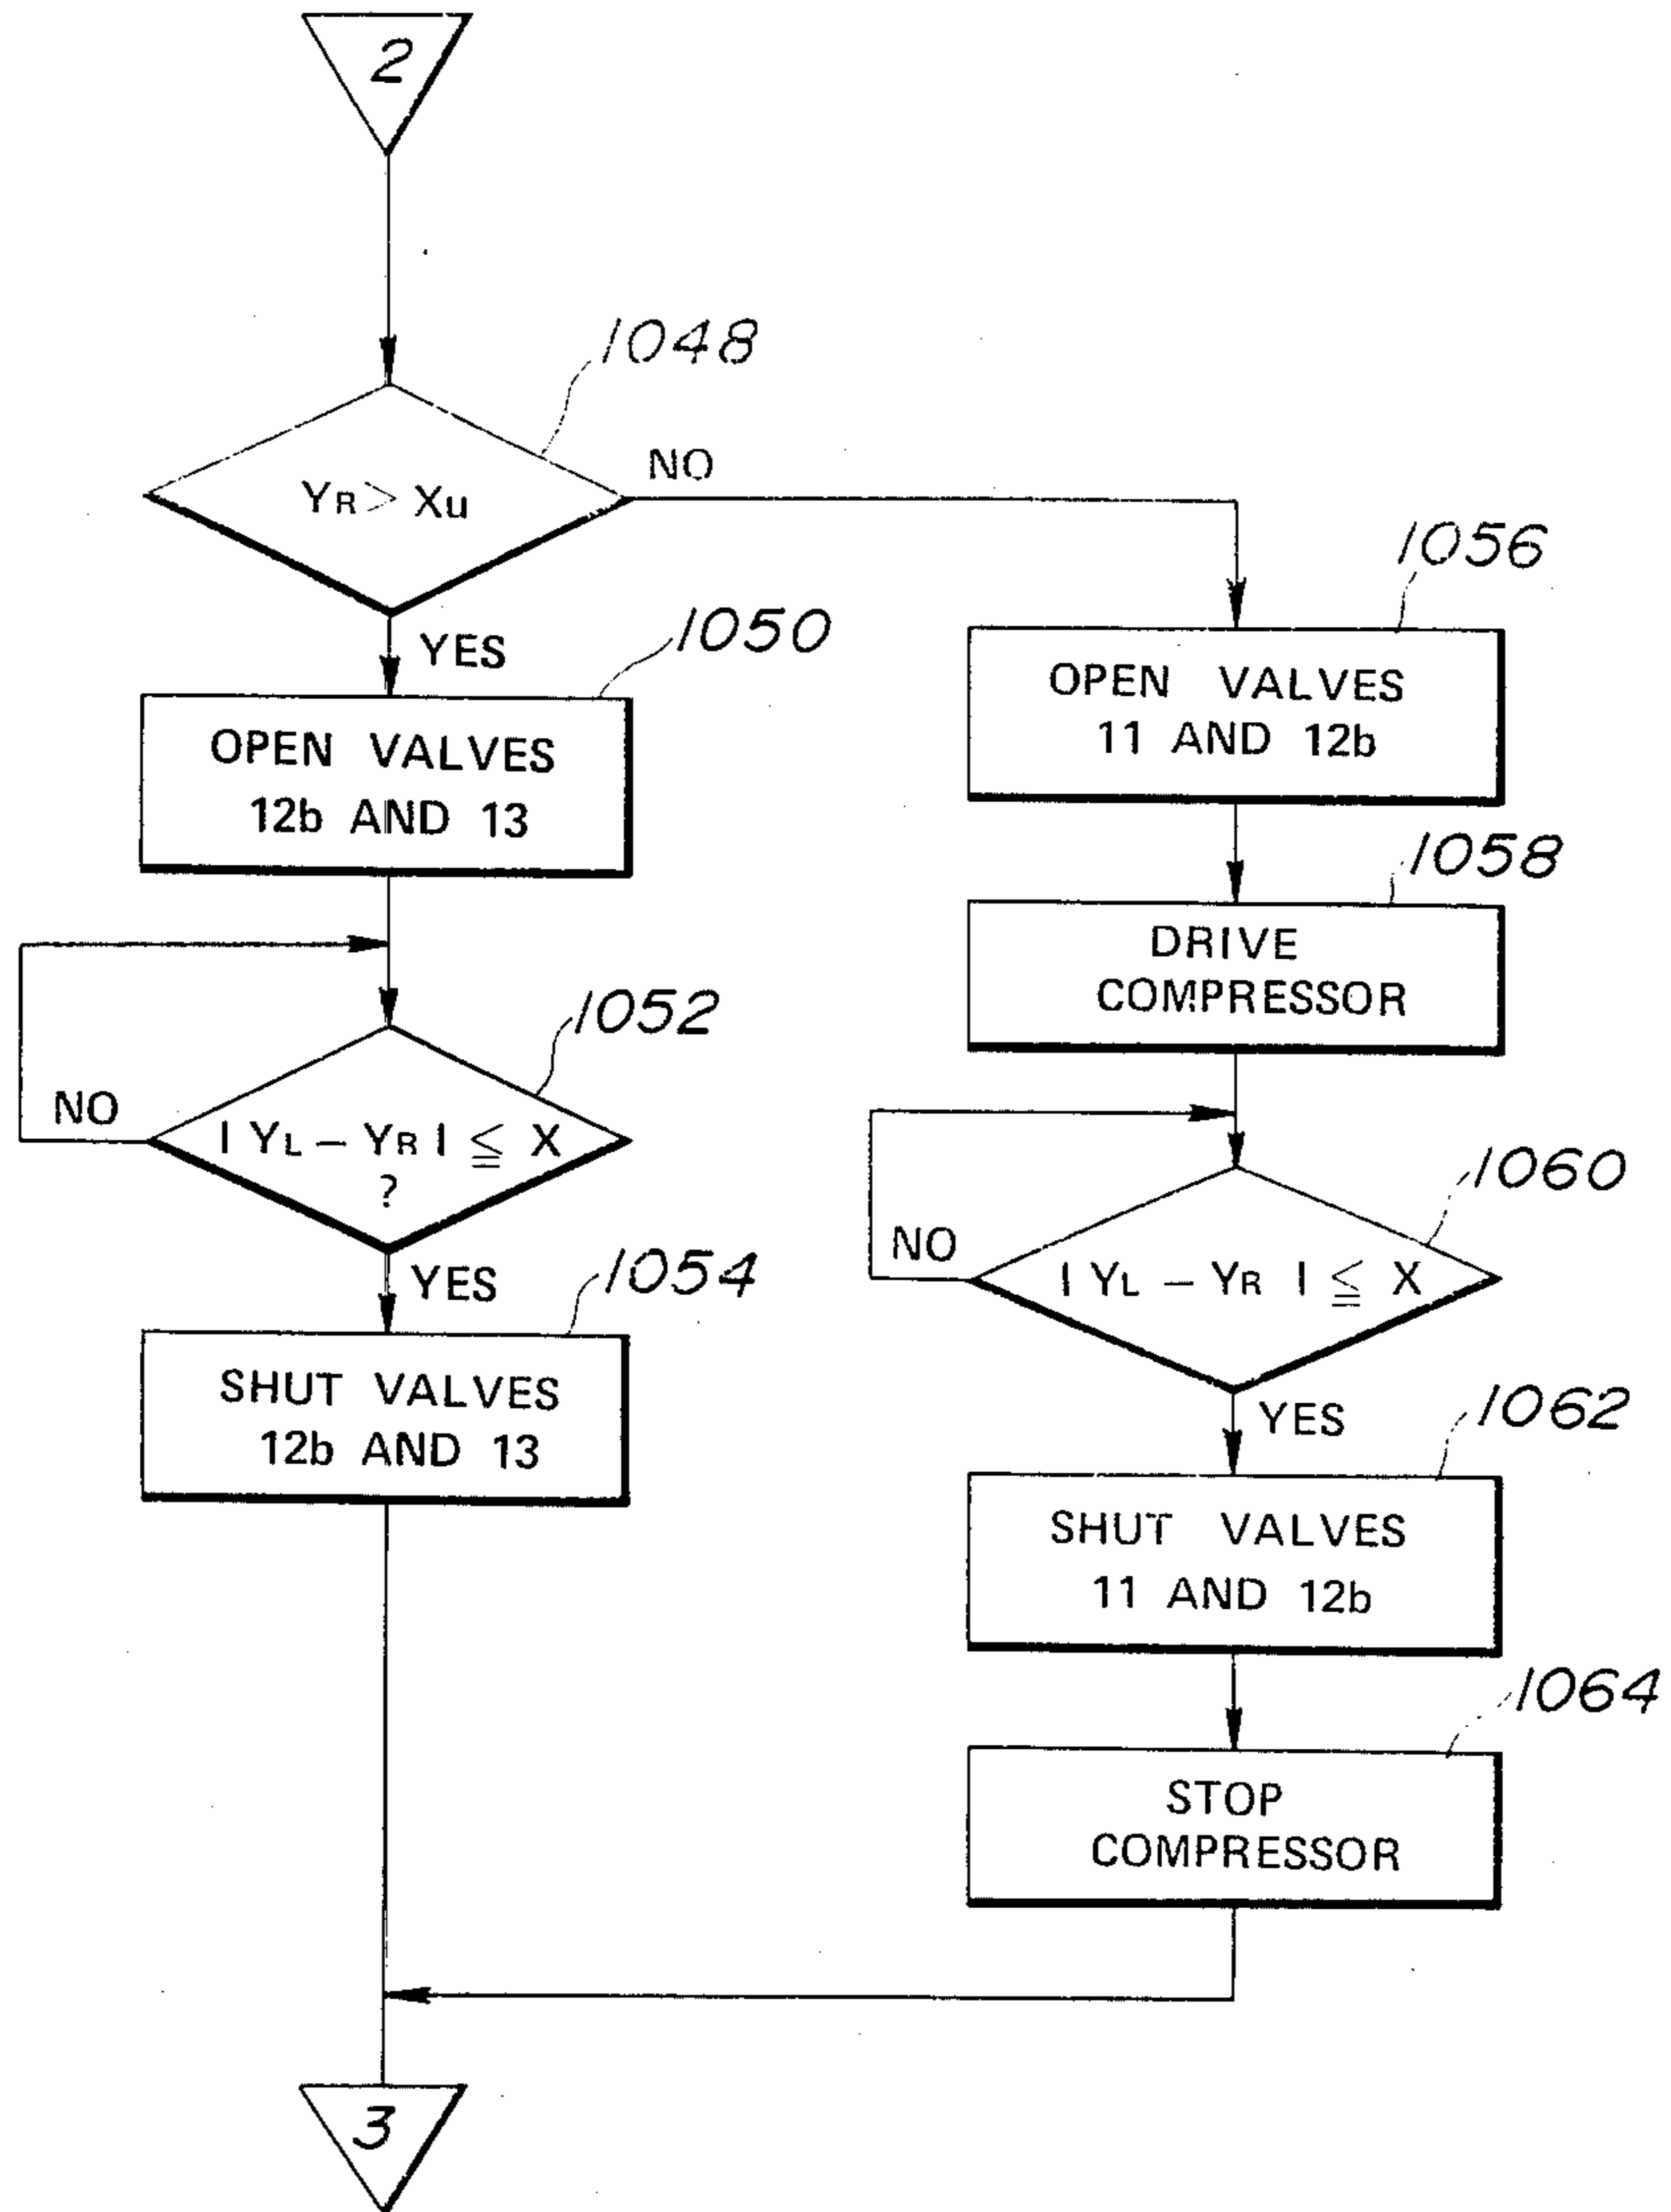 2
1048
YR > Xu
NO
YES
1050
OPEN VALVES
12b AND 13
1052
NO
| YL – YR | ≦ X
?
YES
1054
SHUT VALVES
12b AND 13
1056
OPEN VALVES
11 AND 12b
1058
DRIVE
COMPRESSOR
1060
NO
| YL – YR | ≦ X
YES
1062
SHUT VALVES
11 AND 12b
1064
STOP
COMPRESSOR
3